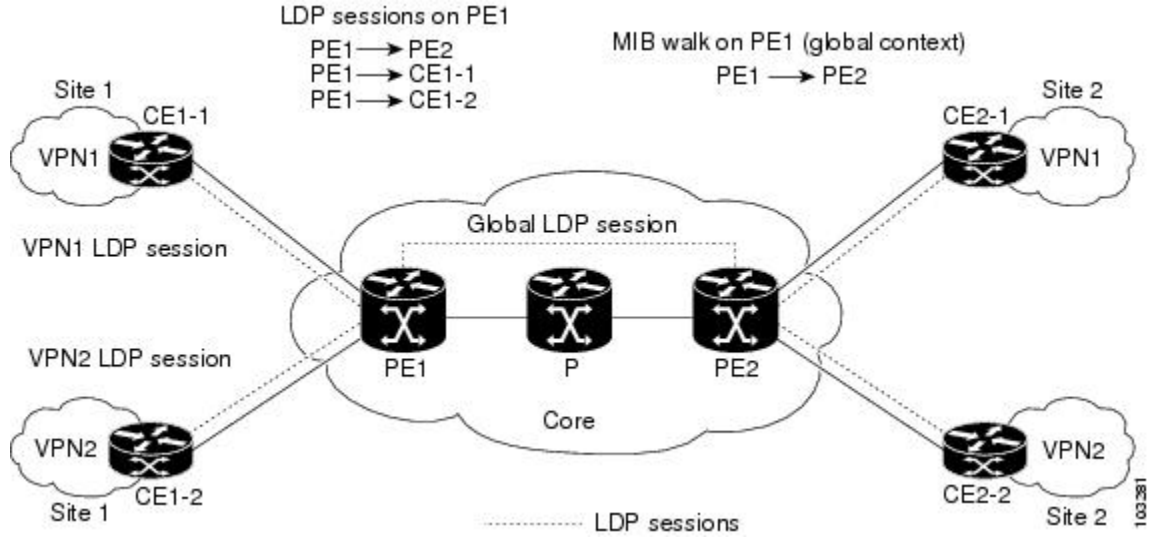 LDP sessions on PE1
PE1 → PE2
PE1 → CE1-1
PE1 → CE1-2
MIB walk on PE1 (global context)
PE1 → PE2
Site 1
CE1-1
VPN1
CE2-1
Site 2
VPN1
VPN1 LDP session
Global LDP session
VPN2 LDP session
PE1
P
PE2
Core
VPN2
CE1-2
Site 1
VPN2
CE2-2
Site 2
LDP sessions
103281